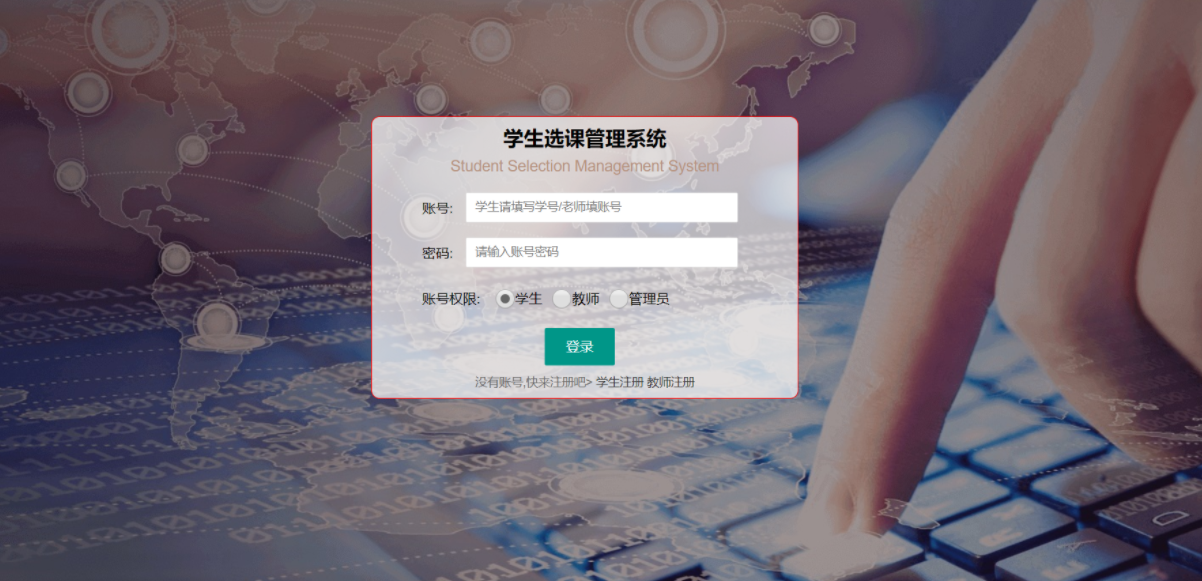 学生选课管理系统
Student Selection Management System
账号: 学生请填写学号/老师填账号
密码: 请输入账号密码
账号权限: 学生 教师 管理员
登录
没有账号,快来注册吧> 学生注册 教师注册